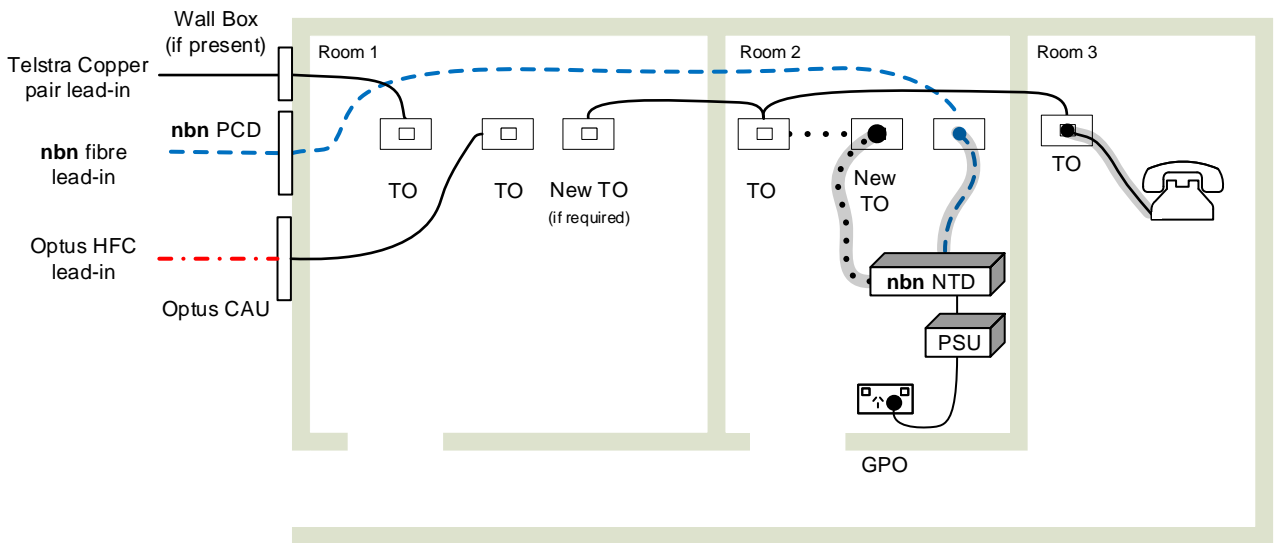 Wall Box
(if present)
Telstra Copper
pair lead-in
nbn PCD
nbn fibre
lead-in
Optus HFC
lead-in
Optus CAU
Room 1
TO
TO
New TO
(if required)
Room 2
TO
New
TO
nbn NTD
PSU
GPO
Room 3
TO